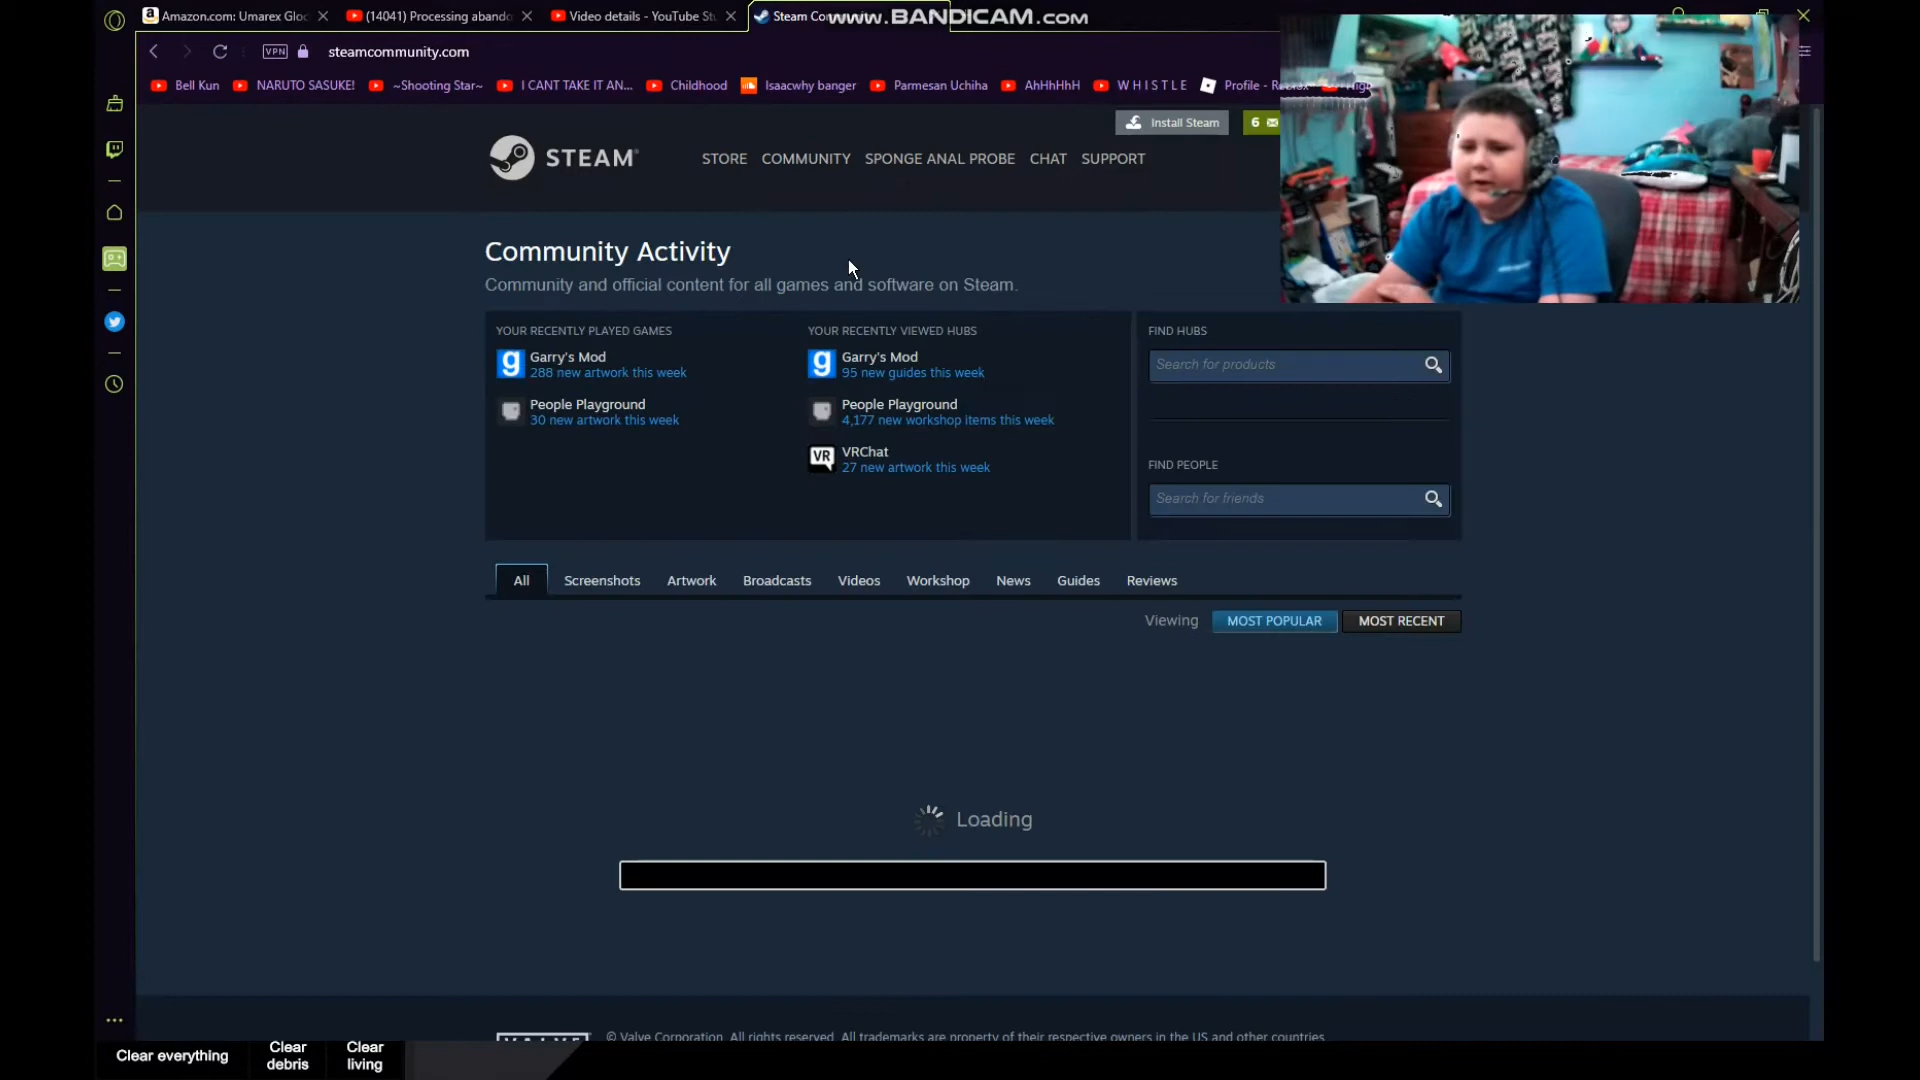 Amazon.com: Umarex Gloc
(14041) Processing abando
Video details - YouTube St
Steam Co
www.BANDICAM.com
VPN
steamcommunity.com
Bell Kun
NARUTO SASUKE!
~Shooting Star~
I CANT TAKE IT AN...
Childhood
Isaacwhy banger
Parmesan Uchiha
AhHHhHH
W H I S T L E
Profile - Roblox
High
Install Steam
6
STEAM®
STORE
COMMUNITY
SPONGE ANAL PROBE
CHAT
SUPPORT
Community Activity
Community and official content for all games and software on Steam.
YOUR RECENTLY PLAYED GAMES
Garry's Mod
288 new artwork this week
People Playground
30 new artwork this week
YOUR RECENTLY VIEWED HUBS
Garry's Mod
95 new guides this week
People Playground
4,177 new workshop items this week
VR
VRChat
27 new artwork this week
FIND HUBS
Search for products
FIND PEOPLE
Search for friends
All
Screenshots
Artwork
Broadcasts
Videos
Workshop
News
Guides
Reviews
Viewing
MOST POPULAR
MOST RECENT
Loading
VALVE
© Valve Corporation. All rights reserved. All trademarks are property of their respective owners in the US and other countries.
Clear everything
Clear
debris
Clear
living